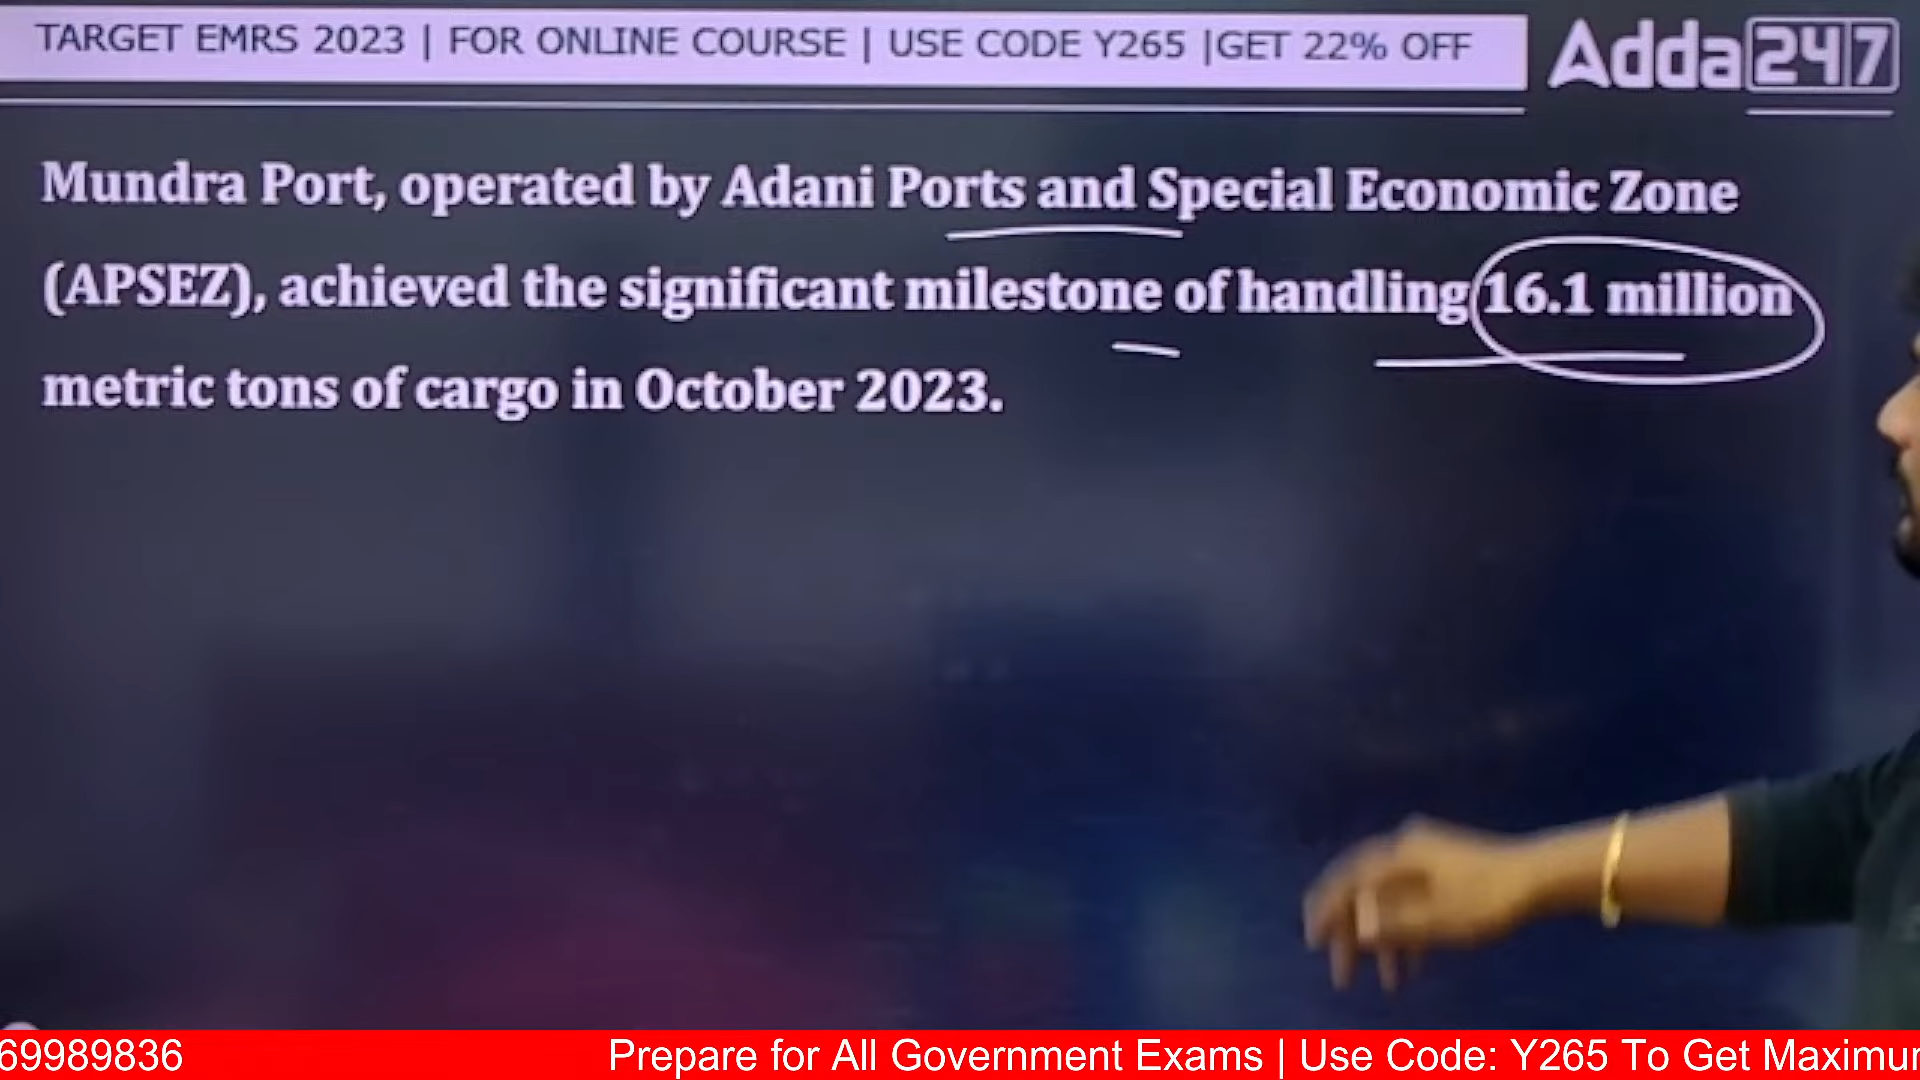 TARGET EMRS 2023 | FOR ONLINE COURSE | USE CODE Y265 |GET 22% OFF
Adda247
Mundra Port, operated by Adani Ports and Special Economic Zone
(APSEZ), achieved the significant milestone of handling 16.1 million
metric tons of cargo in October 2023.
69989836 Prepare for All Government Exams | Use Code: Y265 To Get Maximum